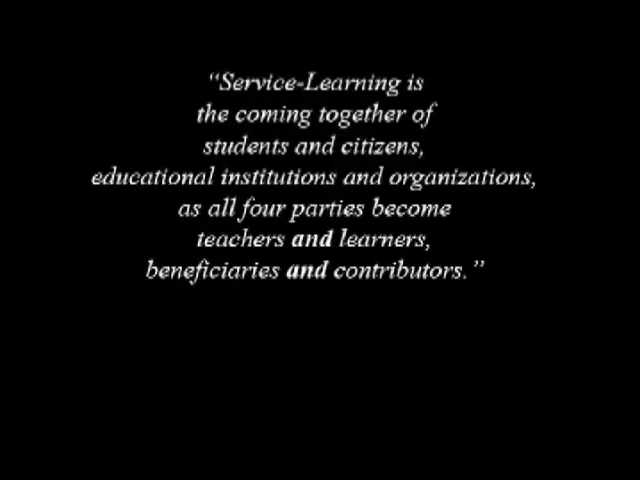 “Service-Learning is
the coming together of
students and citizens,
educational institutions and organizations,
as all four parties become
teachers and learners,
beneficiaries and contributors.”